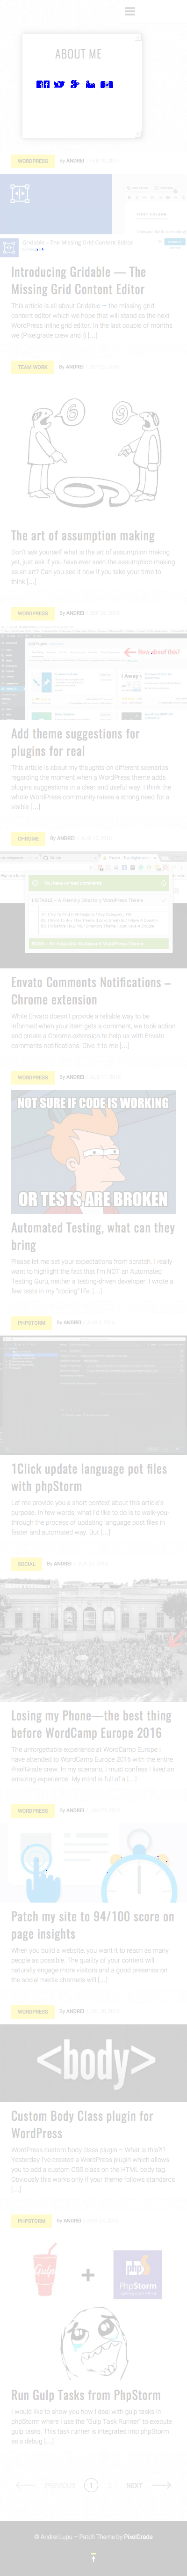 ABOUT ME
WORDPRESS By ANDREI
Gridable - The Missing Grid Content Editor
Introducing Gridable — The
Missing Grid Content Editor
This article is all about Gridable – the missing grid
content editor which we hope that will stand as the next
WordPress inline grid editor. In the last couple of months
we (Pixelgrade crew and I) [...]
TEAM WORK By ANDREI
The art of assumption making
Don't ask yourself what is the art of assumption making
yet, just ask if you have ever seen the assumption making
as an art? Can you see it now if you take your time to
think [...]
WORDPRESS By ANDREI
How about this!
Add theme suggestions for
plugins for real
This article is about my thoughts on different scenarios
regarding the moment when a WordPress theme adds
plugins suggestions in a clear and useful way. I think the
whole WordPress community raises a strong need for a
viable [...]
CHROME By ANDREI
Envato Comments Notifications –
Chrome extension
While Envato doesn't provide a reliable way to be
informed when your item gets a comment, we took action
and create a Chrome extension to help us with Envato
comments notifications. Give it to me [...]
WORDPRESS By ANDREI
NOT SURE IF CODE IS WORKING
OR TESTS ARE BROKEN
Automated Testing, what can they
bring
Please let me set your expectations from scratch. I really
want to highlight the fact that I'm NOT an Automated
Testing Guru, neither a testing-driven developer. I wrote a
few tests in my "coding" life, [...]
PHPSTORM By ANDREI
1Click update language pot files
with phpStorm
Let me provide you a short context about this article's
purpose. In few words, what I'd like to do is to walk you
through the process of updating language post files in
faster and automated way. But [...]
SOCIAL By ANDREI
Losing my Phone—the best thing
before WordCamp Europe 2016
The unforgettable experience at WordCamp Europe I
have attended to WordCamp Europe 2016 with the entire
PixelGrade crew. In my scenario, I must confess I lived an
amazing experience. My mind is full of a [...]
WORDPRESS By ANDREI
Patch my site to 94/100 score on
page insights
When you build a website, you want it to reach as many
people as possible. The quality of your content will
naturally engage more visitors and a good presence on
the social media channels will [...]
WORDPRESS By ANDREI
<body>
Custom Body Class plugin for
WordPress
WordPress custom body class plugin – What is this??
Yesterday I've created a WordPress plugin which allows
you to add a custom CSS class on the HTML body tag.
Obviously this works only if your theme follows standards
[...]
PHPSTORM By ANDREI
Gulp
+
PhpStorm
Run Gulp Tasks from PhpStorm
I would like to show you how I deal with gulp tasks in
phpStorm where I use the "Gulp Task Runner" to execute
gulp tasks. This task runner is integrated into phpStorm
as a debug [...]
PREVIOUS 1 NEXT
© Andrei Lupu – Patch Theme by PixelGrade